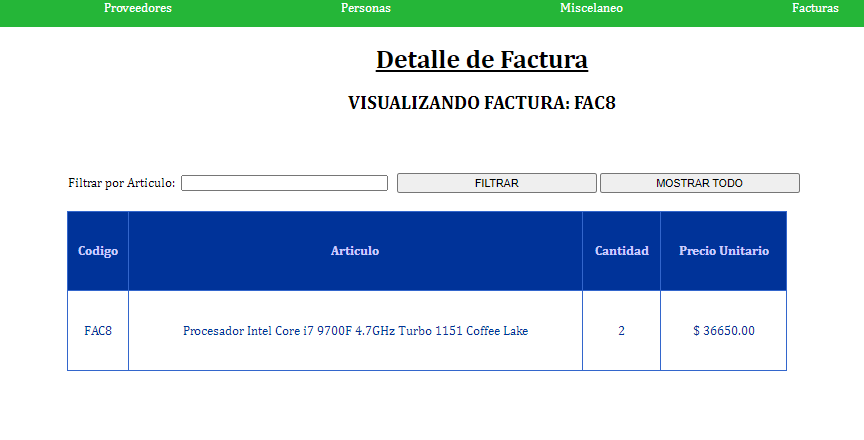 Proveedores Personas Miscelaneo Facturas
Detalle de Factura
VISUALIZANDO FACTURA: FAC8
Filtrar por Articulo: FILTRAR MOSTRAR TODO
Codigo Articulo Cantidad Precio Unitario
FAC8 Procesador Intel Core i7 9700F 4.7GHz Turbo 1151 Coffee Lake 2 $ 36650.00